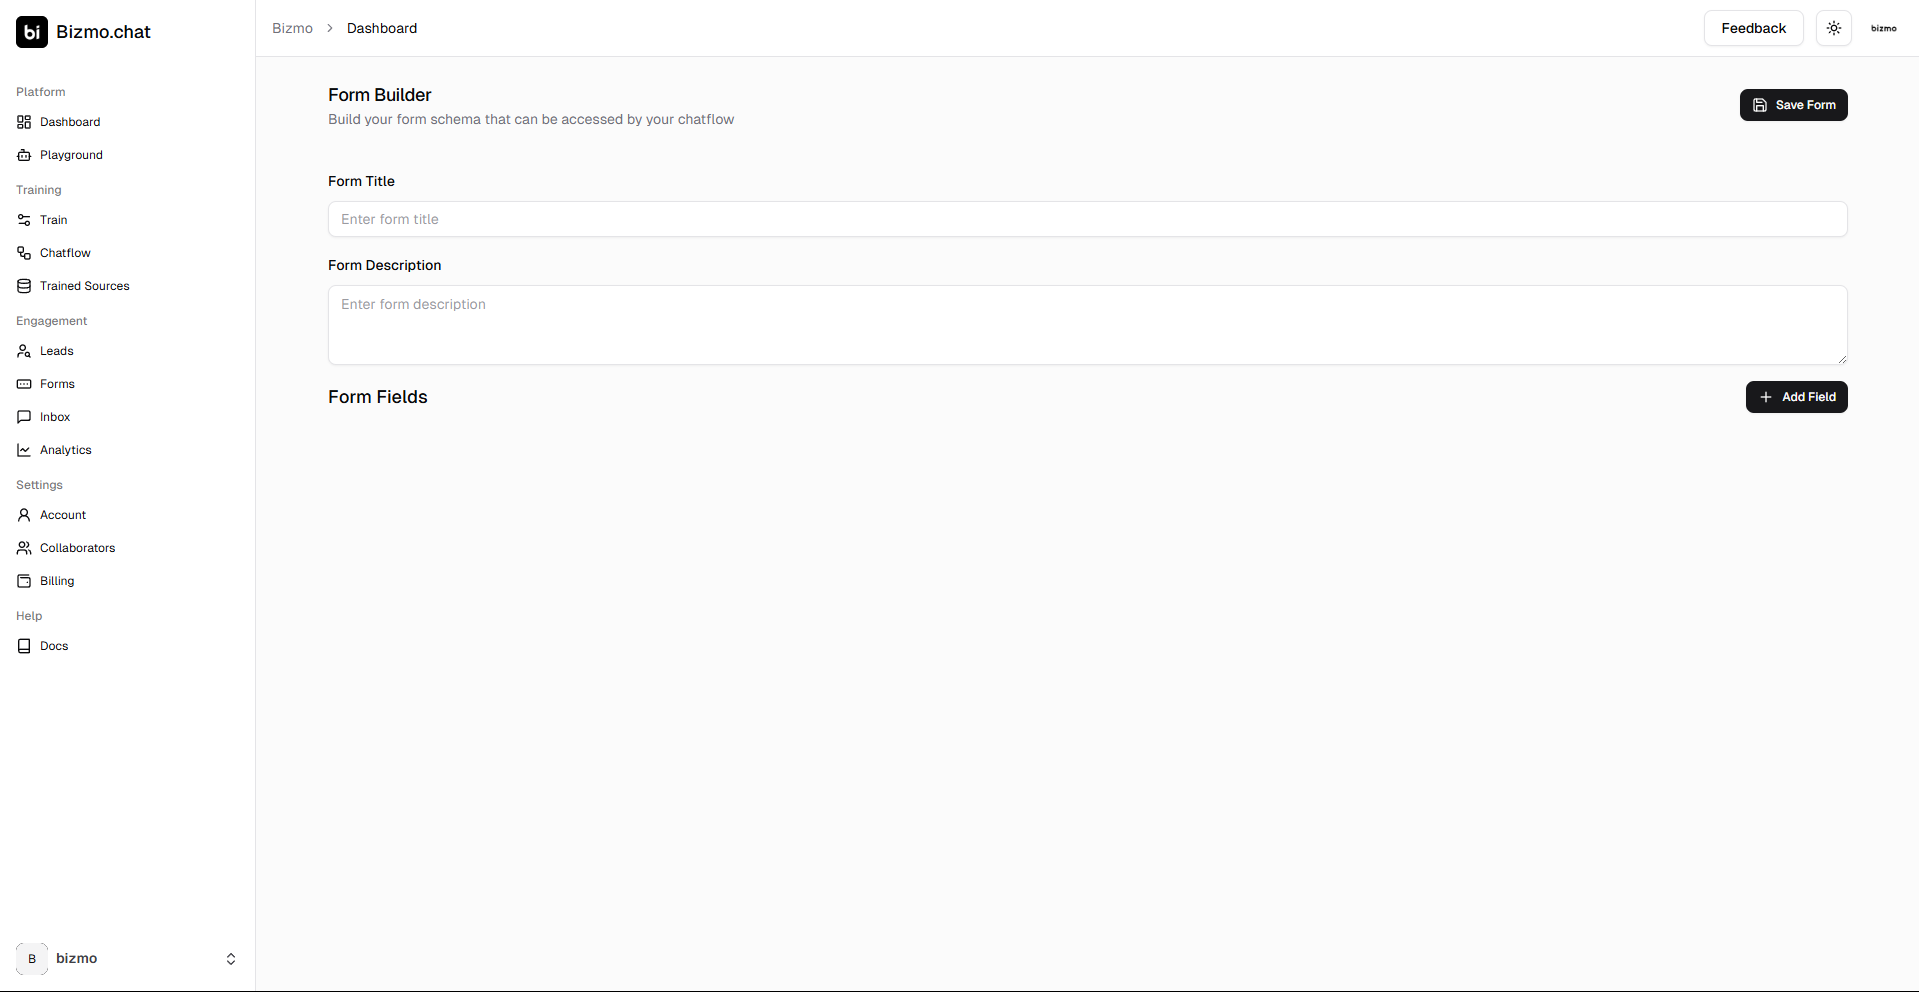 bi Bizmo.chat
Platform
Dashboard
Playground
Training
Train
Chatflow
Trained Sources
Engagement
Leads
Forms
Inbox
Analytics
Settings
Account
Collaborators
Billing
Help
Docs
B bizmo
Bizmo > Dashboard
Feedback
bizmo
Form Builder
Build your form schema that can be accessed by your chatflow
Save Form
Form Title
Enter form title
Form Description
Enter form description
Form Fields
Add Field